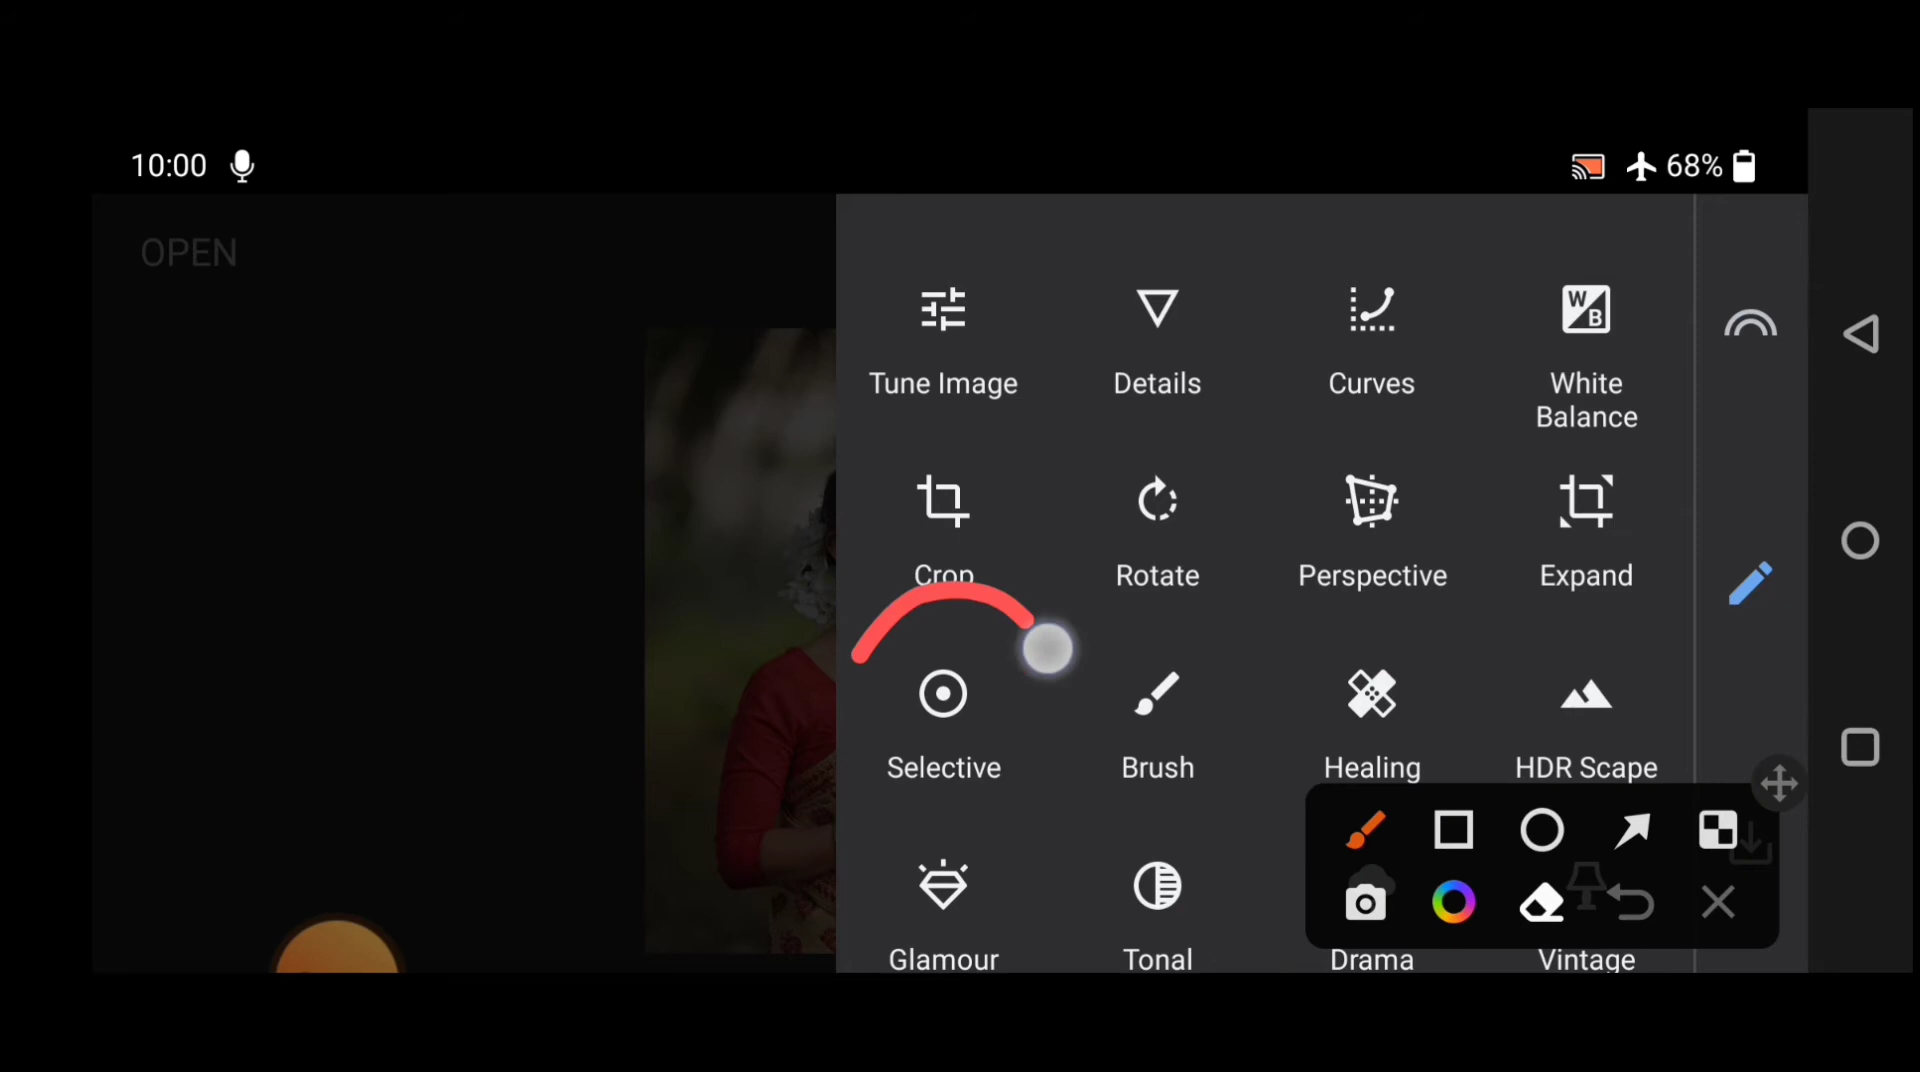 10:00
68%
OPEN
Tune Image
Details
Curves
White
Balance
W
B
Crop
Rotate
Perspective
Expand
Selective
Brush
Healing
HDR Scape
Glamour
Tonal
Drama
Vintage